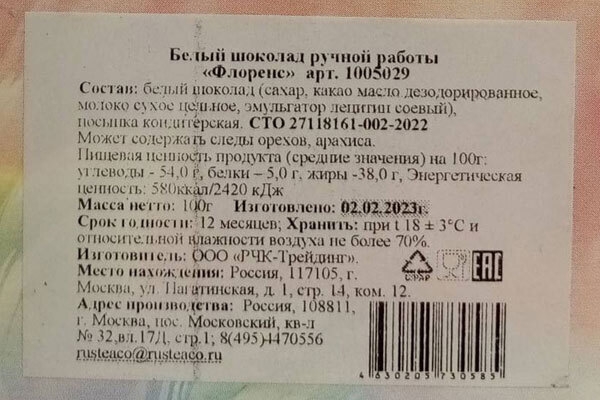 Белый шоколад ручной работы
«Флоренс» арт. 1005029
Состав: белый шоколад (сахар, какао масло дезодорированное,
молоко сухое цельное, эмульгатор лецитин соевый),
посыпка кондитерская. СТО 27118161-002-2022
Может содержать следы орехов, арахиса.
Пищевая ценность продукта (средние значения) на 100г:
углеводы - 54,0 г, белки – 5,0 г, жиры -38,0 г, Энергетическая
ценность: 580ккал/2420 кДж
Масса нетто: 100г Изготовлено: 02.02.2023г.
Срок годности: 12 месяцев; Хранить: при t 18 ± 3°С и
относительной влажности воздуха не более 70%.
Изготовитель: ООО «РЧК-Трейдинг».
Место нахождения: Россия, 117105, г.
Москва, ул. Нагатинская, д. 1, стр. 14, ком. 12.
Адрес производства: Россия, 108811,
г. Москва, пос. Московский, кв-л
№ 32,вл.17Д, стр.1; 8(495)4470556
rusteaco@rusteaco.ru
EAC
4 630205 730585